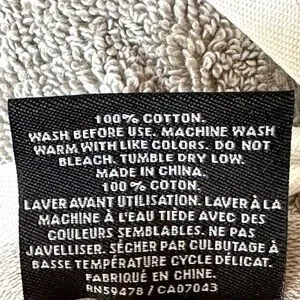 100% COTTON.
WASH BEFORE USE. MACHINE WASH
WARM WITH LIKE COLORS. DO NOT
BLEACH. TUMBLE DRY LOW.
MADE IN CHINA.
100% COTON.
LAVER AVANT UTILISATION. LAVER À LA
MACHINE À L'EAU TIÈDE AVEC DES
COULEURS SEMBLABLES. NE PAS
JAVELLISER. SÉCHER PAR CULBUTAGE À
BASSE TEMPÉRATURE CYCLE DÉLICAT.
FABRIQUÉ EN CHINE.
RN59478 / CA07043